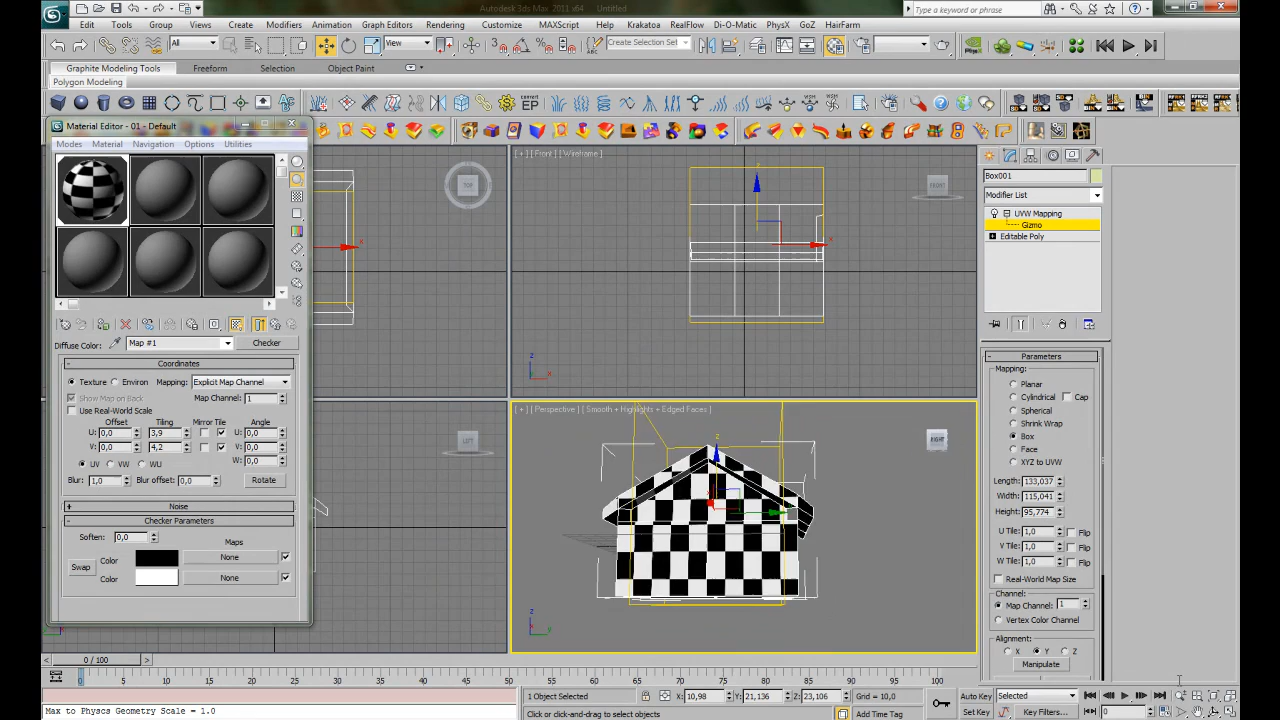 Autodesk 3ds Max 2011 x64 Untitled
Type a keyword or phrase
Edit Tools Group Views Create Modifiers Animation Graph Editors Rendering Customize MAXScript Help Krakatoa RealFlow Di-O-Matic PhysX GoZ HairFarm
All View Create Selection Set
Graphite Modeling Tools Freeform Selection Object Paint
Polygon Modeling
Material Editor - 01 - Default
Modes Material Navigation Options Utilities
Diffuse Color: Map #1 Checker
Coordinates
Texture Environ Mapping: Explicit Map Channel
Show Map on Back Map Channel: 1
Use Real-World Scale
Offset Tiling Mirror Tile Angle
U: 0,0 3,9 U: 0,0
V: 0,0 4,2 V: 0,0
UV VW WU W: 0,0
Blur: 1,0 Blur offset: 0,0 Rotate
Noise
Checker Parameters
Soften: 0,0 Maps
Swap
Color None
Color None
TOP
[ + ] [ Front ] [ Wireframe ]
FRONT
LEFT
[ + ] [ Perspective ] [ Smooth + Highlights + Edged Faces ]
RIGHT
Box001
Modifier List
UVW Mapping
Gizmo
Editable Poly
Parameters
Mapping:
Planar
Cylindrical Cap
Spherical
Shrink Wrap
Box
Face
XYZ to UVW
Length: 133,037
Width: 115,041
Height: 95,774
U Tile: 1,0 Flip
V Tile: 1,0 Flip
W Tile: 1,0 Flip
Real-World Map Size
Channel:
Map Channel: 1
Vertex Color Channel
Alignment:
X Y Z
Manipulate
0 / 100
0 5 10 15 20 25 30 35 40 45 50 55 60 65 70 75 80 85 90 95 100
1 Object Selected X: 10,98 Y: 21,136 Z: 23,106 Grid = 10,0 Auto Key Selected
Max to Physcs Geometry Scale = 1.0 Click or click-and-drag to select objects Add Time Tag Set Key Key Filters... 0